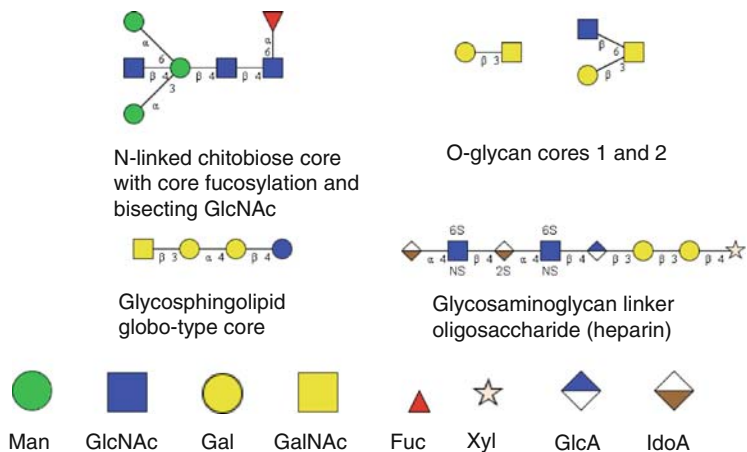 α
α
6
6
β 4
β 4
β 4
3
α
N-linked chitobiose core
with core fucosylation and
bisecting GlcNAc
β 3
β 6
β 3
O-glycan cores 1 and 2
β 3
α 4
β 4
Glycosphingolipid
globo-type core
6S
6S
α 4
β 4
α 4
β 4
β 3
β 3
β 4
NS
2S
NS
Glycosaminoglycan linker
oligosaccharide (heparin)
Man GlcNAc Gal GalNAc Fuc Xyl GlcA IdoA